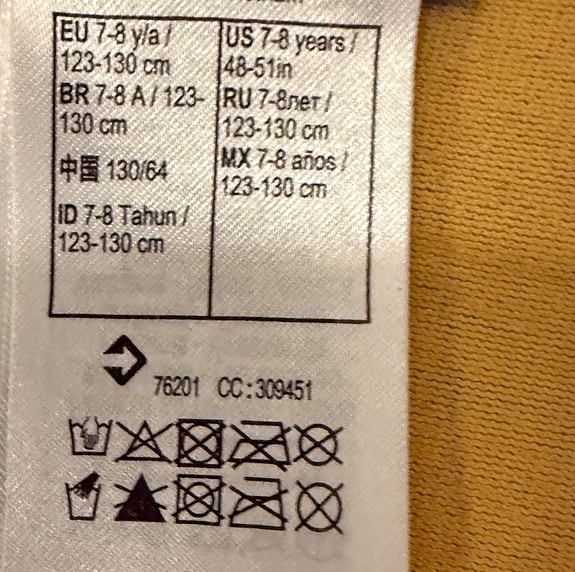 EU 7-8 y/a /
123-130 cm
BR 7-8 A / 123-
130 cm
中国 130/64
ID 7-8 Tahun /
123-130 cm
US 7-8 years /
48-51in
RU 7-8лет /
123-130 cm
MX 7-8 años /
123-130 cm
76201 CC:309451